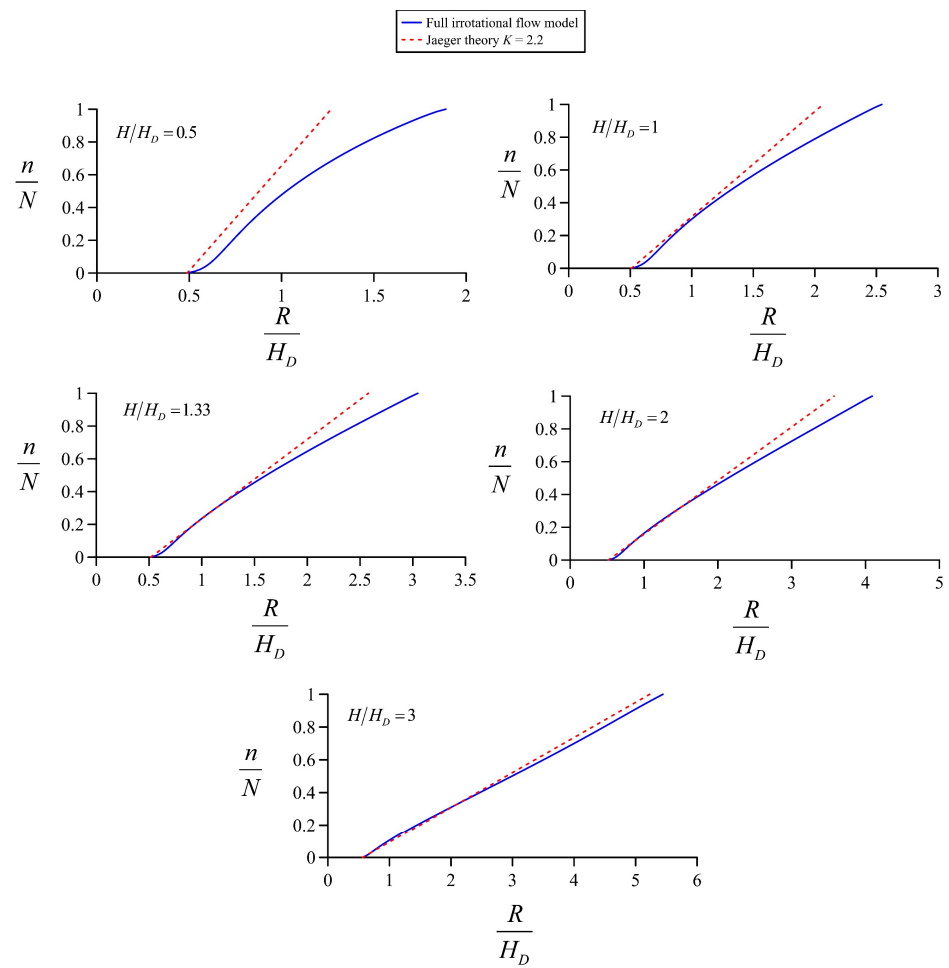 Full irrotational flow model
Jaeger theory K = 2.2
H/H_D = 0.5
n/N
1
0.8
0.6
0.4
0.2
0
0 0.5 1 1.5 2
R/H_D
H/H_D = 1
n/N
1
0.8
0.6
0.4
0.2
0
0 0.5 1 1.5 2 2.5 3
R/H_D
H/H_D = 1.33
n/N
1
0.8
0.6
0.4
0.2
0
0 0.5 1 1.5 2 2.5 3 3.5
R/H_D
H/H_D = 2
n/N
1
0.8
0.6
0.4
0.2
0
0 1 2 3 4 5
R/H_D
H/H_D = 3
n/N
1
0.8
0.6
0.4
0.2
0
0 1 2 3 4 5 6
R/H_D